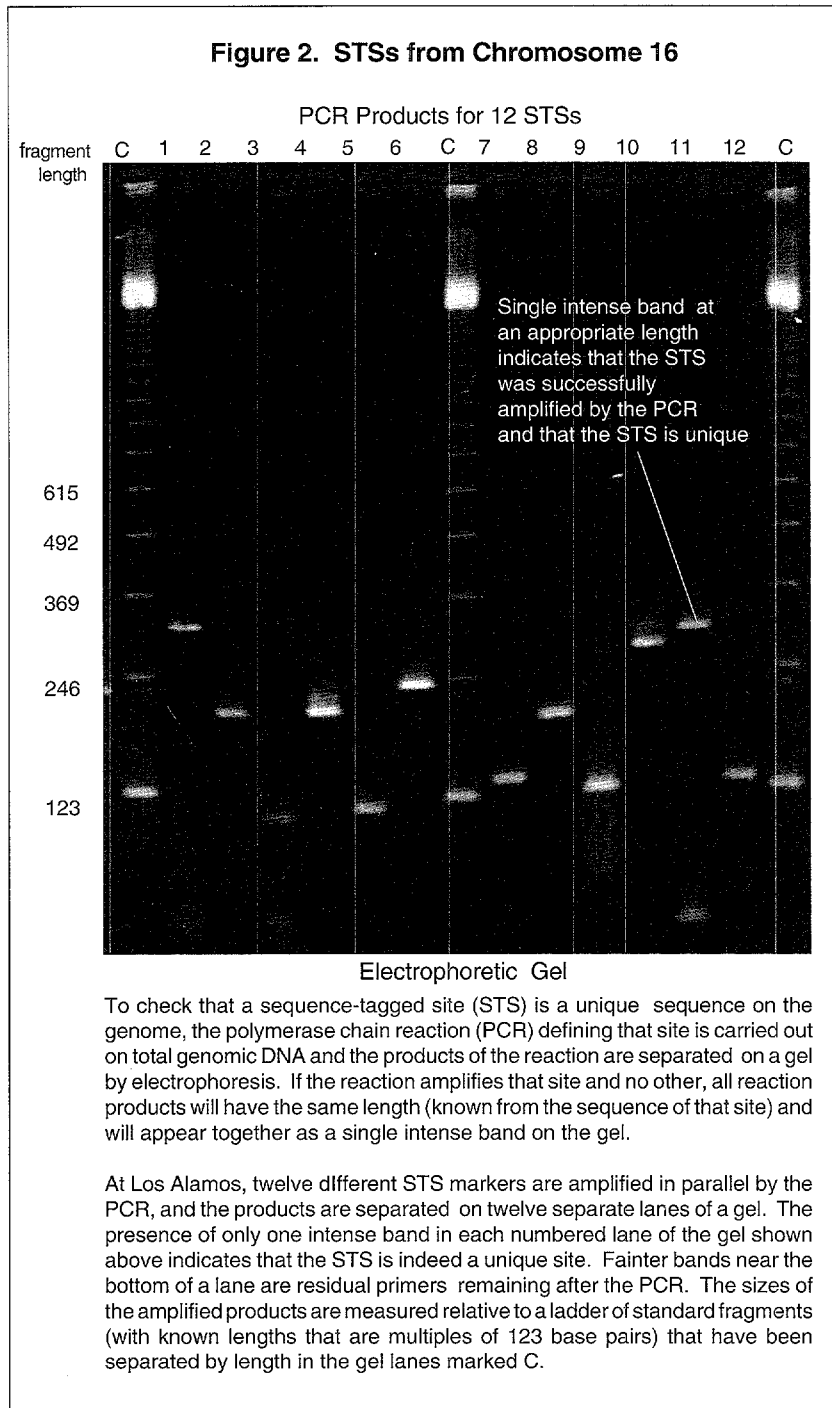 Figure 2. STSs from Chromosome 16
PCR Products for 12 STSs
fragment length
C 1 2 3 4 5 6 C 7 8 9 10 11 12 C
Single intense band at
an appropriate length
indicates that the STS
was successfully
amplified by the PCR
and that the STS is unique
615
492
369
246
123
Electrophoretic Gel
To check that a sequence-tagged site (STS) is a unique sequence on the
genome, the polymerase chain reaction (PCR) defining that site is carried out
on total genomic DNA and the products of the reaction are separated on a gel
by electrophoresis. If the reaction amplifies that site and no other, all reaction
products will have the same length (known from the sequence of that site) and
will appear together as a single intense band on the gel.
At Los Alamos, twelve different STS markers are amplified in parallel by the
PCR, and the products are separated on twelve separate lanes of a gel. The
presence of only one intense band in each numbered lane of the gel shown
above indicates that the STS is indeed a unique site. Fainter bands near the
bottom of a lane are residual primers remaining after the PCR. The sizes of
the amplified products are measured relative to a ladder of standard fragments
(with known lengths that are multiples of 123 base pairs) that have been
separated by length in the gel lanes marked C.